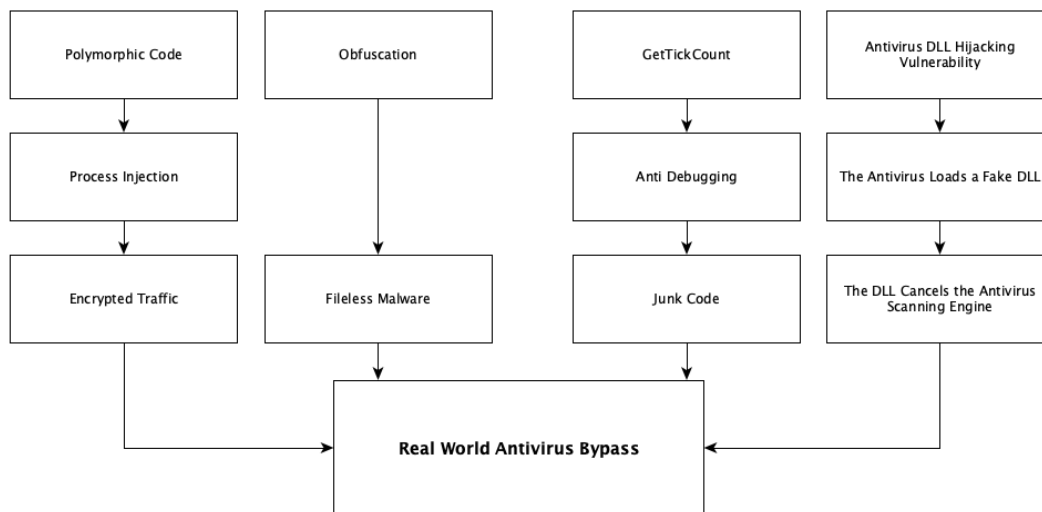 Polymorphic Code
Obfuscation
GetTickCount
Antivirus DLL Hijacking
Vulnerability
Process Injection
Anti Debugging
The Antivirus Loads a Fake DLL
Encrypted Traffic
Fileless Malware
Junk Code
The DLL Cancels the Antivirus
Scanning Engine
Real World Antivirus Bypass